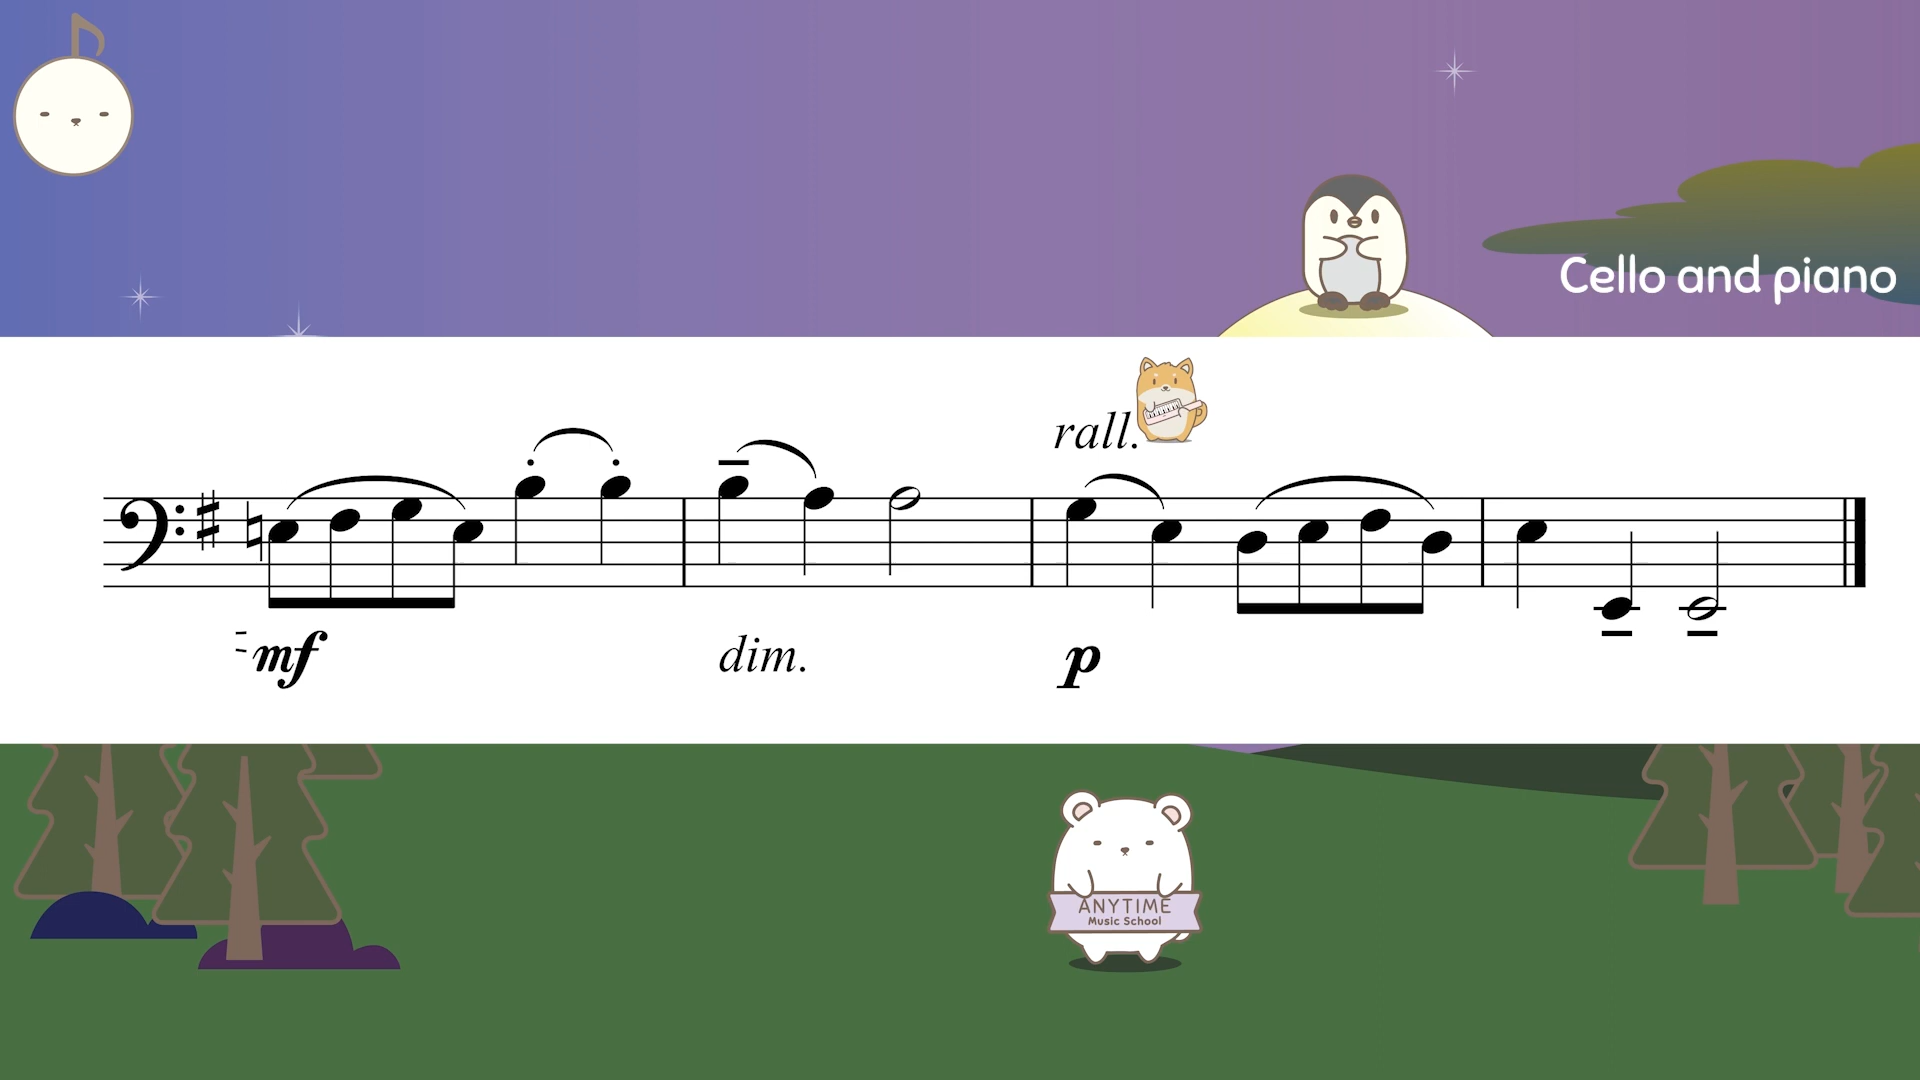 Cello and piano
rall.
mf
dim.
p
ANYTIME
Music School